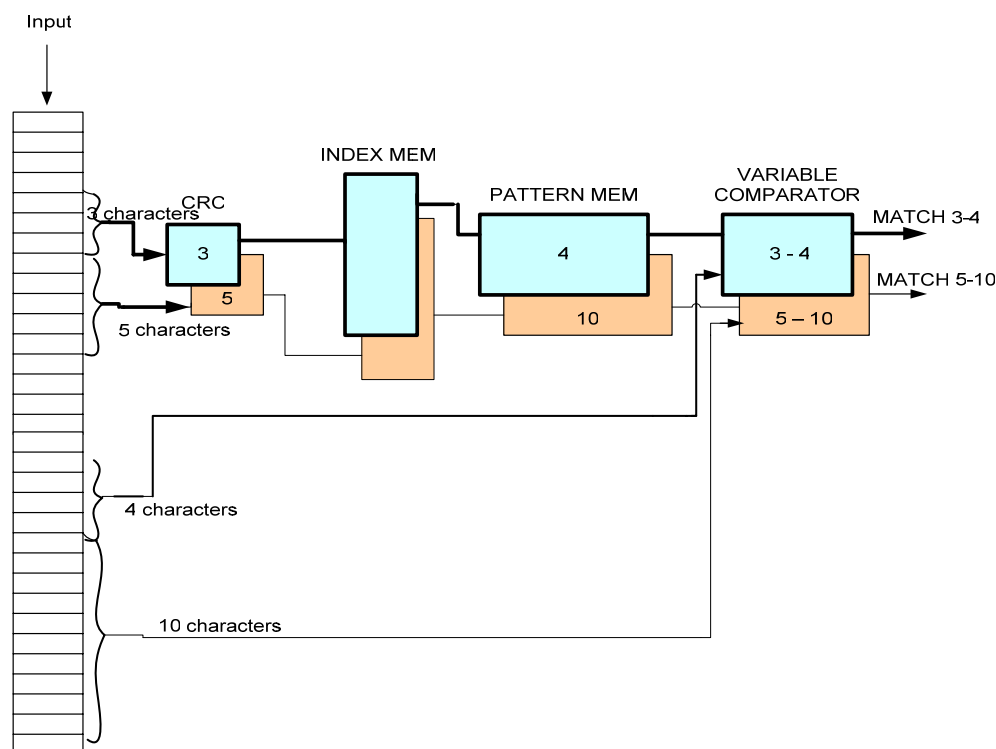 Input
INDEX MEM
CRC
PATTERN MEM
VARIABLE
COMPARATOR
3 characters
MATCH 3-4
3
4
3 - 4
5
MATCH 5-10
10
5 – 10
5 characters
4 characters
10 characters